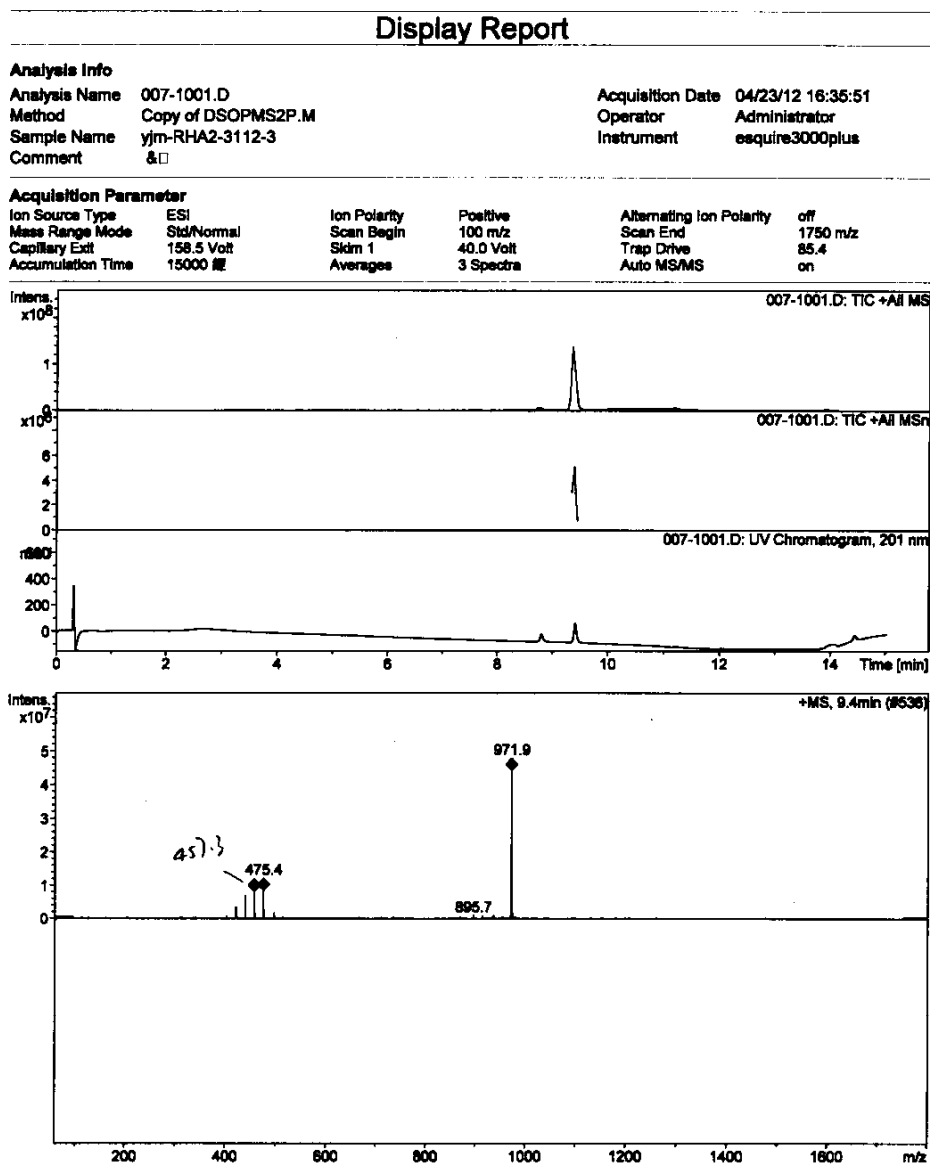 Display Report
Analysis Info
Analysis Name 007-1001.D Acquisition Date 04/23/12 16:35:51
Method Copy of DSOPMS2P.M Operator Administrator
Sample Name yjm-RHA2-3112-3 Instrument esquire3000plus
Comment &□
Acquisition Parameter
Ion Source Type ESI Ion Polarity Positive Alternating Ion Polarity off
Mass Range Mode Std/Normal Scan Begin 100 m/z Scan End 1750 m/z
Capillary Exit 158.5 Volt Skim 1 40.0 Volt Trap Drive 85.4
Accumulation Time 15000 Averages 3 Spectra Auto MS/MS on
Intens.
x10⁸
007-1001.D: TIC +All MS
1
0
x10⁶
007-1001.D: TIC +All MSn
6
4
2
0
007-1001.D: UV Chromatogram, 201 nm
400
200
0
0 2 4 6 8 10 12 14 Time [min]
Intens.
x10⁷
+MS, 9.4min (#536)
5
971.9
4
3
2
457.3
475.4
1
895.7
0
200 400 600 800 1000 1200 1400 1600 m/z